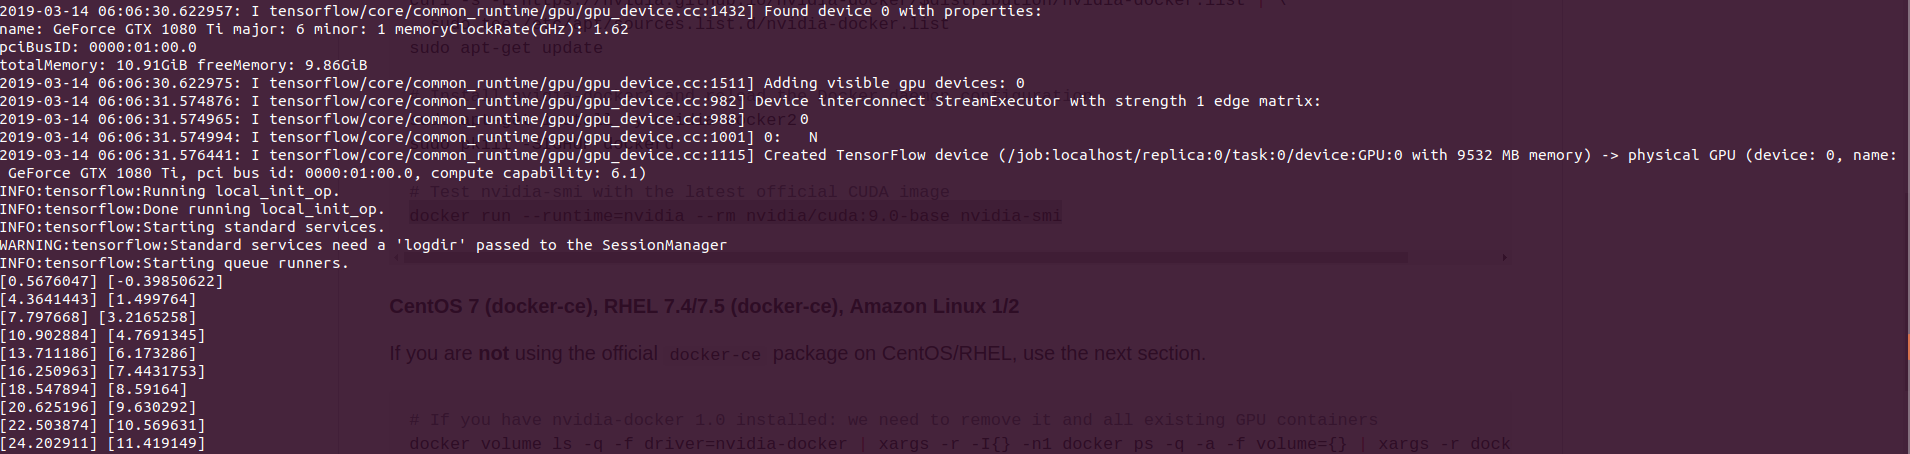 2019-03-14 06:06:30.622957: I tensorflow/core/common_runtime/gpu/gpu_device.cc:1432] Found device 0 with properties:
name: GeForce GTX 1080 Ti major: 6 minor: 1 memoryClockRate(GHz): 1.62
pciBusID: 0000:01:00.0
totalMemory: 10.91GiB freeMemory: 9.86GiB
2019-03-14 06:06:30.622975: I tensorflow/core/common_runtime/gpu/gpu_device.cc:1511] Adding visible gpu devices: 0
2019-03-14 06:06:31.574876: I tensorflow/core/common_runtime/gpu/gpu_device.cc:982] Device interconnect StreamExecutor with strength 1 edge matrix:
2019-03-14 06:06:31.574965: I tensorflow/core/common_runtime/gpu/gpu_device.cc:988]      0
2019-03-14 06:06:31.574994: I tensorflow/core/common_runtime/gpu/gpu_device.cc:1001] 0:   N
2019-03-14 06:06:31.576441: I tensorflow/core/common_runtime/gpu/gpu_device.cc:1115] Created TensorFlow device (/job:localhost/replica:0/task:0/device:GPU:0 with 9532 MB memory) -> physical GPU (device: 0, name:
GeForce GTX 1080 Ti, pci bus id: 0000:01:00.0, compute capability: 6.1)
INFO:tensorflow:Running local_init_op.
INFO:tensorflow:Done running local_init_op.
INFO:tensorflow:Starting standard services.
WARNING:tensorflow:Standard services need a 'logdir' passed to the SessionManager
INFO:tensorflow:Starting queue runners.
[0.5676047] [-0.39850622]
[4.3641443] [1.499764]
[7.797668] [3.2165258]
[10.902884] [4.7691345]
[13.711186] [6.173286]
[16.250963] [7.4431753]
[18.547894] [8.59164]
[20.625196] [9.630292]
[22.503874] [10.569631]
[24.202911] [11.419149]
sudo apt-get update
# Test nvidia-smi with the latest official CUDA image
docker run --runtime=nvidia --rm nvidia/cuda:9.0-base nvidia-smi
CentOS 7 (docker-ce), RHEL 7.4/7.5 (docker-ce), Amazon Linux 1/2
If you are not using the official docker-ce package on CentOS/RHEL, use the next section.
# If you have nvidia-docker 1.0 installed: we need to remove it and all existing GPU containers
docker volume ls -q -f driver=nvidia-docker | xargs -r -I{} -n1 docker ps -q -a -f volume={} | xargs -r dock